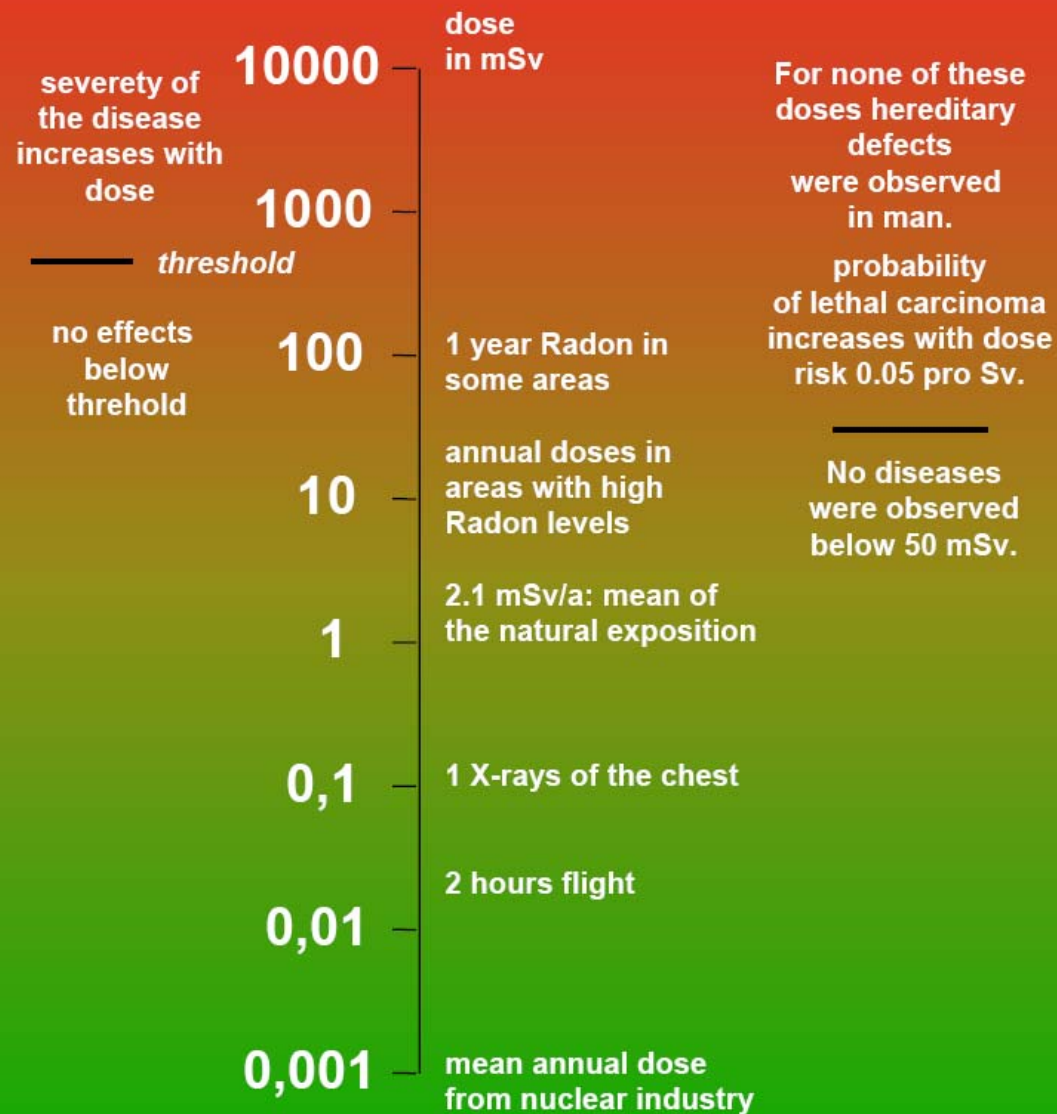 dose
in mSv
10000
severety of
the disease
increases with
dose
For none of these
doses hereditary
defects
were observed
in man.
1000
threshold
probability
of lethal carcinoma
increases with dose
risk 0.05 pro Sv.
no effects
below
threhold
100
1 year Radon in
some areas
annual doses in
areas with high
Radon levels
10
No diseases
were observed
below 50 mSv.
2.1 mSv/a: mean of
the natural exposition
1
0,1
1 X-rays of the chest
2 hours flight
0,01
0,001
mean annual dose
from nuclear industry